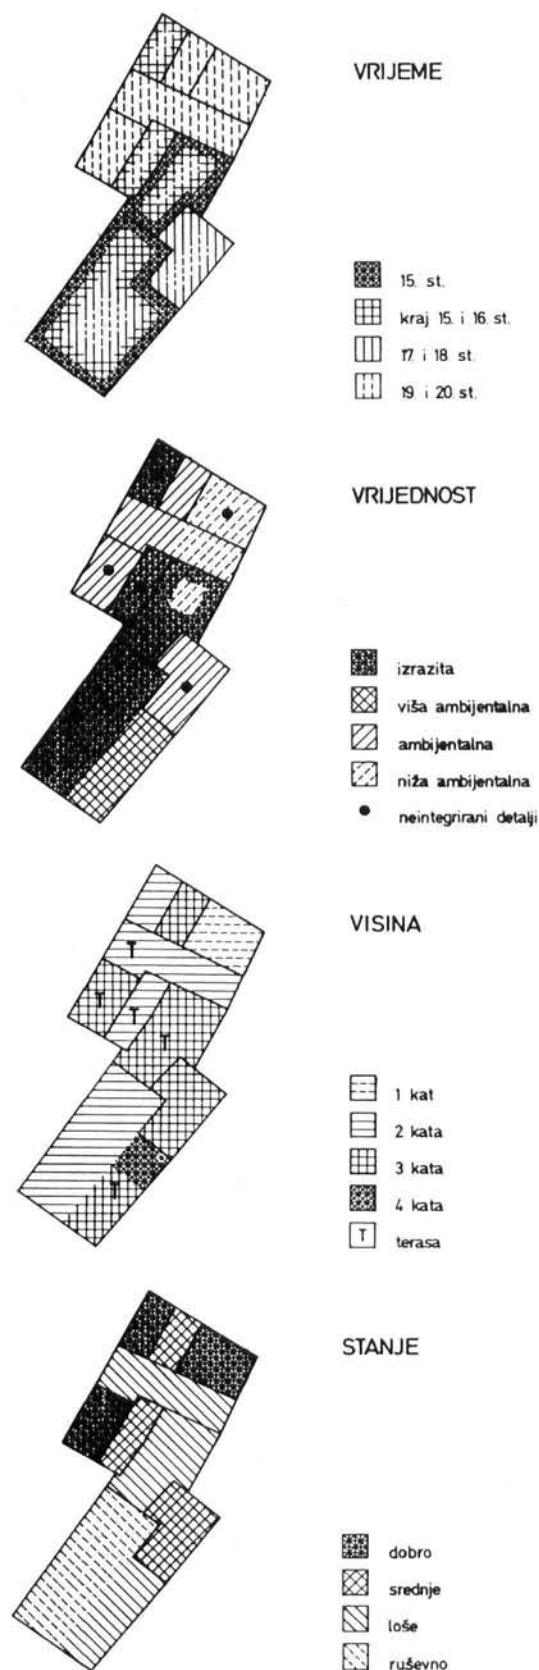 VRIJEME
15. st.
kraj 15. i 16. st.
17. i 18. st.
19. i 20. st.
VRIJEDNOST
izrazita
viša ambijentalna
ambijentalna
niža ambijentalna
neintegrirani detalji
VISINA
T
T
T
T
T
1 kat
2 kata
3 kata
4 kata
T terasa
STANJE
dobro
srednje
loše
ruševno